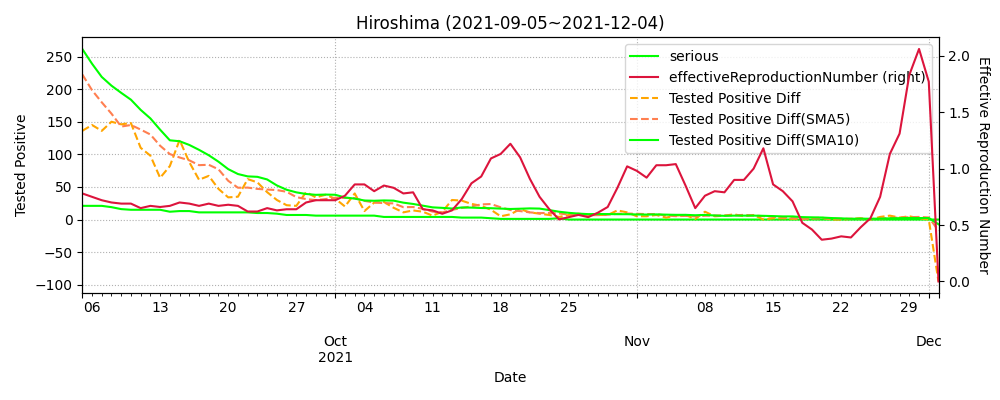 Hiroshima (2021-09-05~2021-12-04)
serious
effectiveReproductionNumber (right)
Tested Positive Diff
Tested Positive Diff(SMA5)
Tested Positive Diff(SMA10)
Tested Positive
250
200
150
100
50
0
−50
−100
2.0
1.5
1.0
0.5
0.0
Effective Reproduction Number
06 13 20 27 04 11 18 25 08 15 22 29
Oct Nov Dec
2021
Date